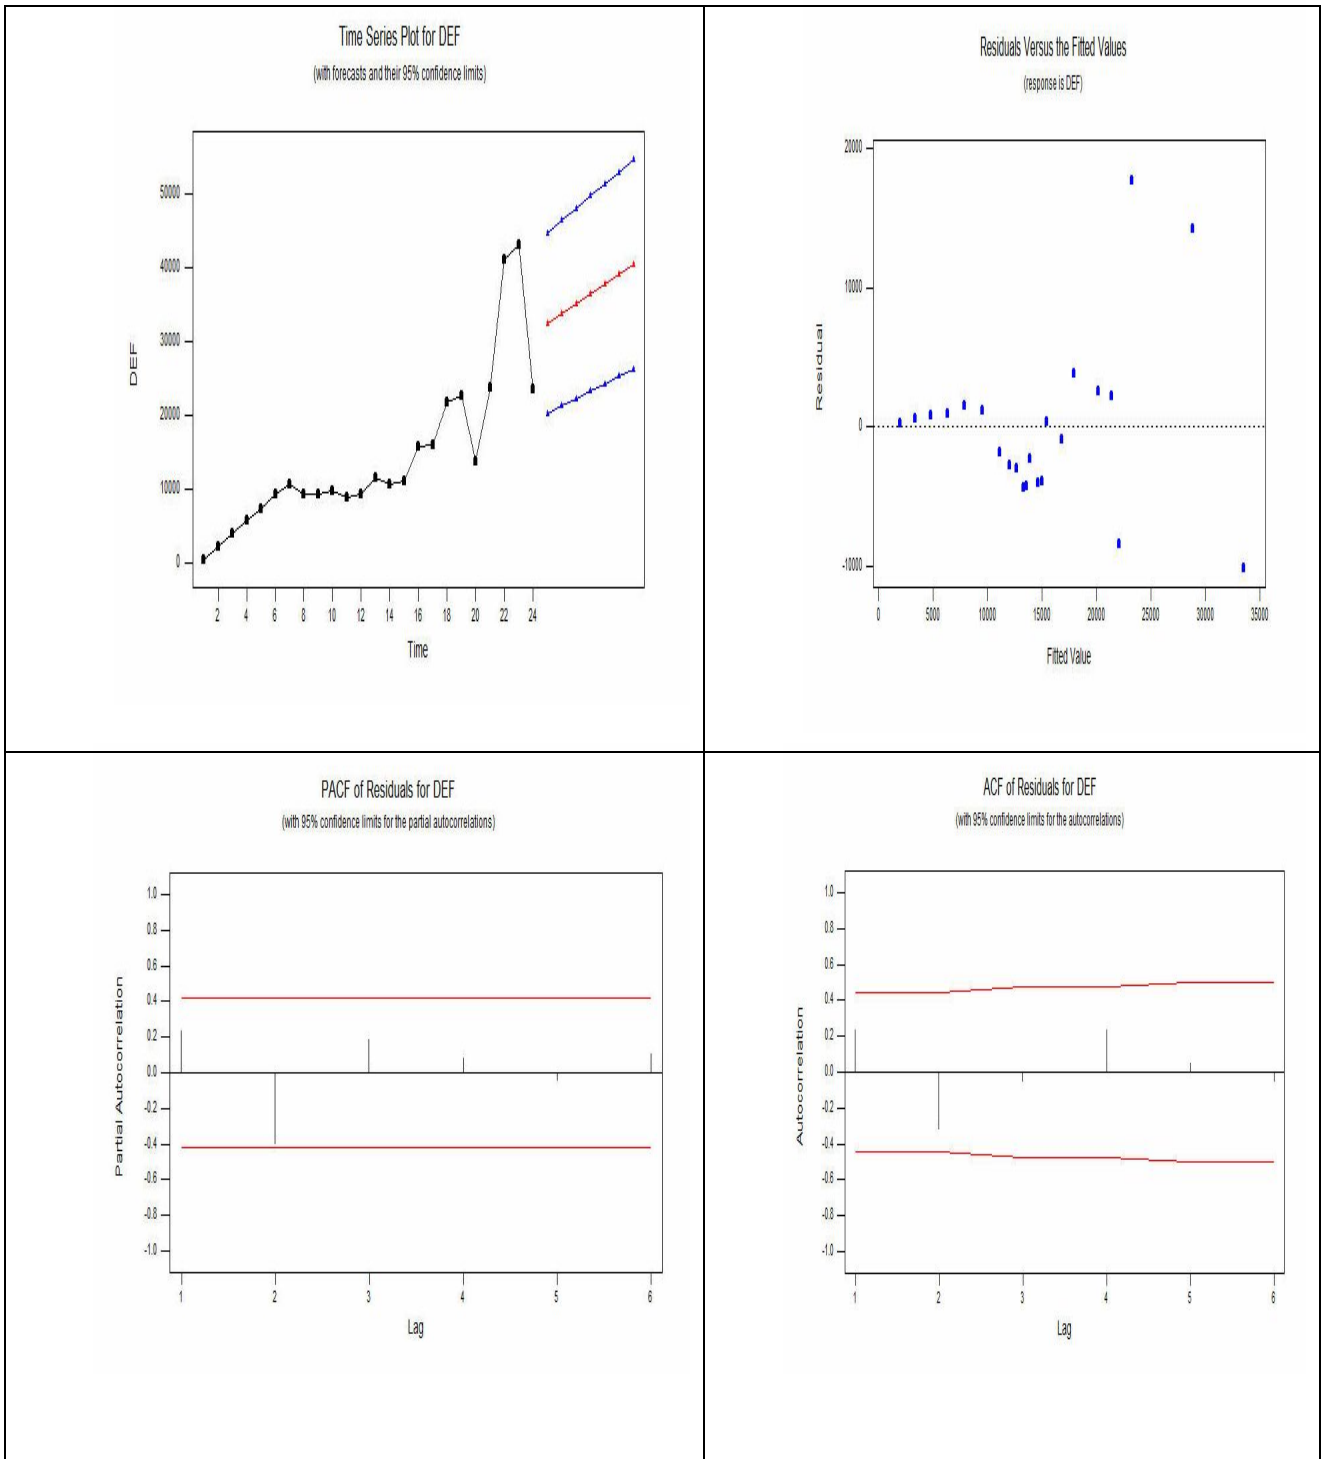 Time Series Plot for DEF
(with forecasts and their 95% confidence limits)
50000
40000
30000
20000
10000
0
DEF
2 4 6 8 10 12 14 16 18 20 22 24
Time
Residuals Versus the Fitted Values
(response is DEF)
20000
10000
0
-10000
Residual
0 5000 10000 15000 20000 25000 30000 35000
Fitted Value
PACF of Residuals for DEF
(with 95% confidence limits for the partial autocorrelations)
1.0
0.8
0.6
0.4
0.2
0.0
-0.2
-0.4
-0.6
-0.8
-1.0
Partial Autocorrelation
1 2 3 4 5 6
Lag
ACF of Residuals for DEF
(with 95% confidence limits for the autocorrelations)
1.0
0.8
0.6
0.4
0.2
0.0
-0.2
-0.4
-0.6
-0.8
-1.0
Autocorrelation
1 2 3 4 5 6
Lag